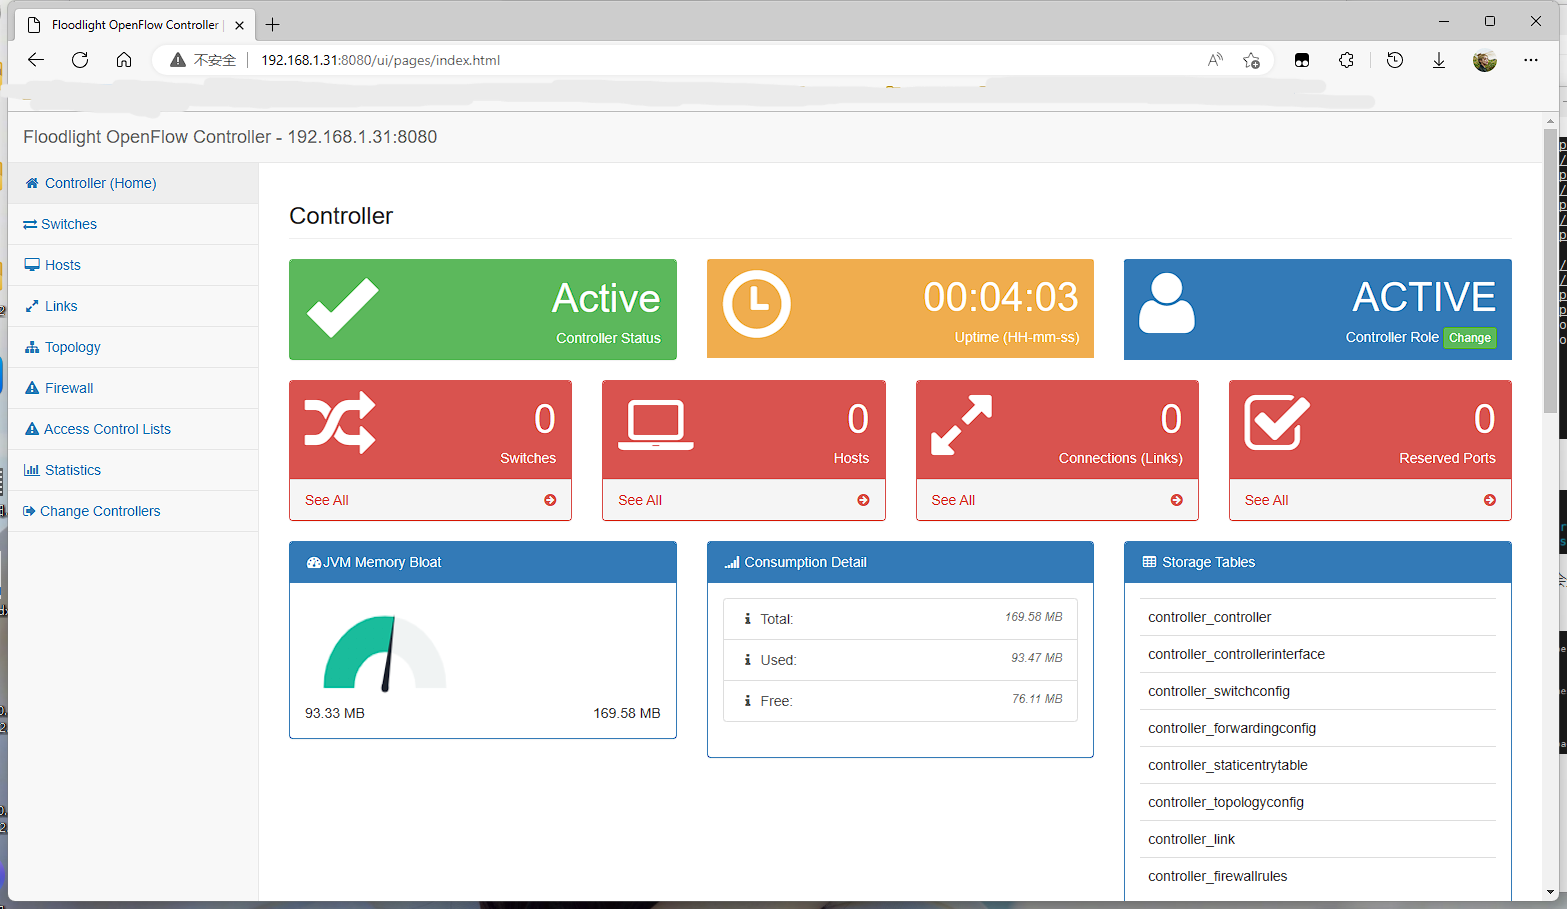 Floodlight OpenFlow Controller
不安全
192.168.1.31:8080/ui/pages/index.html
Floodlight OpenFlow Controller - 192.168.1.31:8080
Controller (Home)
Switches
Hosts
Links
Topology
Firewall
Access Control Lists
Statistics
Change Controllers
Controller
Active
Controller Status
00:04:03
Uptime (HH-mm-ss)
ACTIVE
Controller Role Change
0
Switches
See All
0
Hosts
See All
0
Connections (Links)
See All
0
Reserved Ports
See All
JVM Memory Bloat
93.33 MB 169.58 MB
Consumption Detail
Total: 169.58 MB
Used: 93.47 MB
Free: 76.11 MB
Storage Tables
controller_controller
controller_controllerinterface
controller_switchconfig
controller_forwardingconfig
controller_staticentrytable
controller_topologyconfig
controller_link
controller_firewallrules